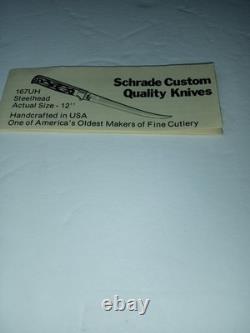 Schrade Custom
Quality Knives
167UH
Steelhead
Actual Size - 12"
Handcrafted in USA
One of America's Oldest Makers of Fine Cutlery
ebay